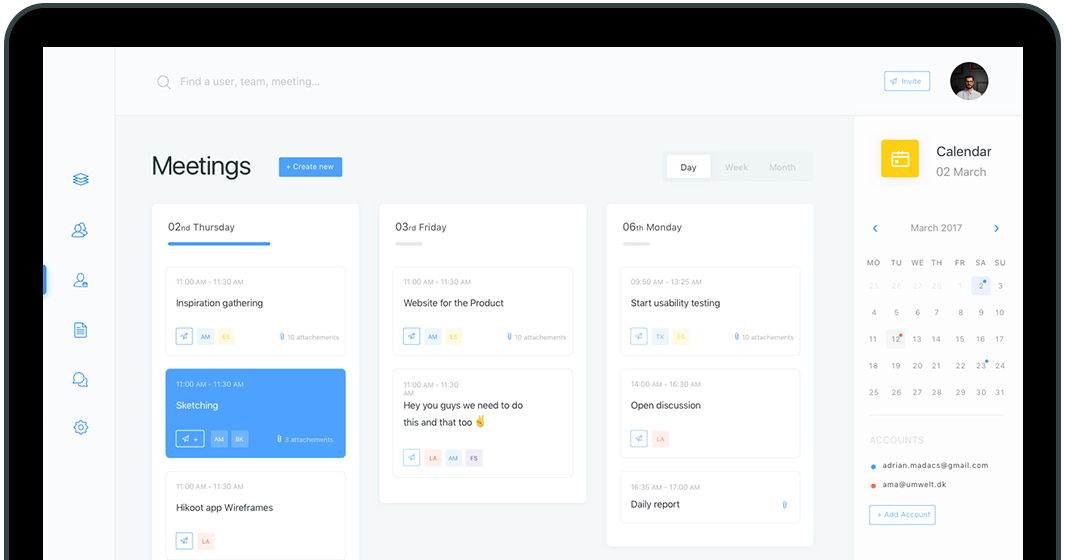 Find a user, team, meeting...
Invite
Meetings
+ Create new
Day
Week
Month
02nd Thursday
11:00 AM - 11:30 AM
Inspiration gathering
AM
ES
10 attachements
11:00 AM - 11:30 AM
Sketching
+
AM
BK
3 attachements
11:00 AM - 11:30 AM
Hikoot app Wireframes
LA
03rd Friday
11:00 AM - 11:30 AM
Website for the Product
AM
ES
10 attachements
11:00 AM - 11:30
AM
Hey you guys we need to do
this and that too ✌️
LA
AM
FS
06th Monday
09:50 AM - 13:25 AM
Start usability testing
TX
ES
10 attachements
14:00 AM - 16:30 AM
Open discussion
LA
16:35 AM - 17:00 AM
Daily report
Calendar
02 March
March 2017
MO TU WE TH FR SA SU
25 26 27 28 1 2 3
4 5 6 7 8 9 10
11 12 13 14 15 16 17
18 19 20 21 22 23 24
25 26 27 28 29 30 31
ACCOUNTS
adrian.madacs@gmail.com
ama@umwelt.dk
+ Add Account